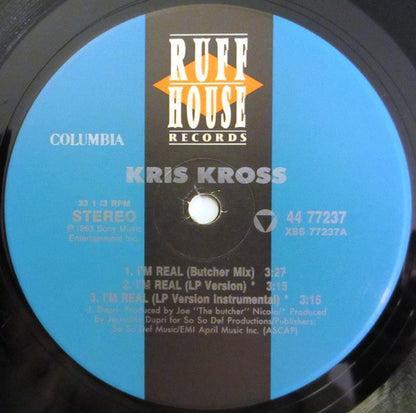 RUFF
HOUSE
RECORDS
COLUMBIA
KRIS KROSS
33 1/3 RPM
STEREO
℗ 1993 Sony Music
Entertainment Inc.
44 77237
XSS 77237A
1. I'M REAL (Butcher Mix) 3:27
2. I'M REAL (LP Version) * 3:15
3. I'M REAL (LP Version Instrumental) * 3:16
J. Dupri- Produced by Joe "The butcher" Nicolo/* Produced
by Jermaine Dupri for So So Def Productions/Publishers:
So So Def Music/EMI April Music Inc. (ASCAP)